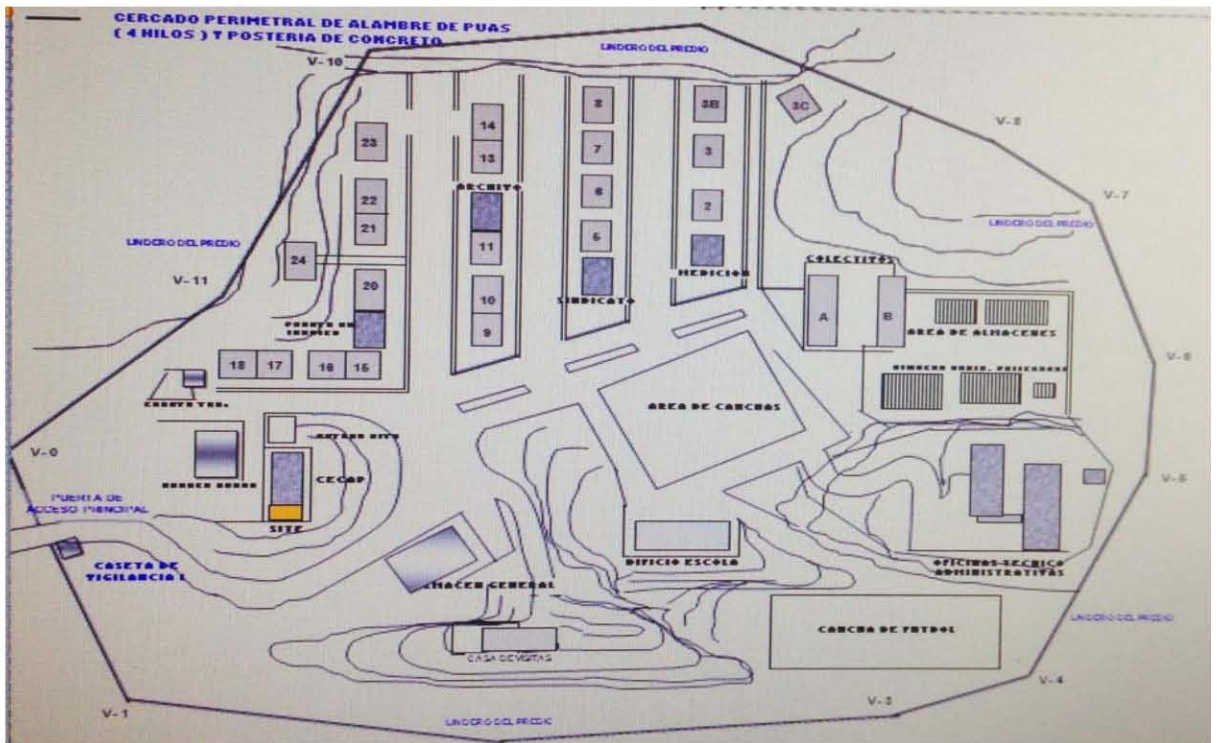 CERCADO PERIMETRAL DE ALAMBRE DE PUAS
( 4 HILOS ) Y POSTERIA DE CONCRETO
LINDERO DEL PREDIO
V- 10
V- 8
V- 7
LINDERO DEL PREDIO
LINDERO DEL PREDIO
V- 11
23
22
21
24
20
18
17
16
15
14
13
ARCHIVO
11
10
9
8
7
6
5
SINDICATO
3B
3
2
MEDICION
3C
COLECTIVOS
A
B
AREA DE ALMACENES
AREA DE CANCHAS
V- 6
V- 5
V- 0
PUERTA DE
ACCESO PRINCIPAL
CASETA DE
VIGILANCIA 1
CECAP
SITE
LMACEN GENERAL
DIFICIO ESCOLA
OFICINAS TECNICO
ADMINISTRATIVAS
CASA DE VISITAS
CANCHA DE FUTBOL
LINDERO DEL PREDIO
V- 4
V- 3
V- 1
LINDERO DEL PREDIO